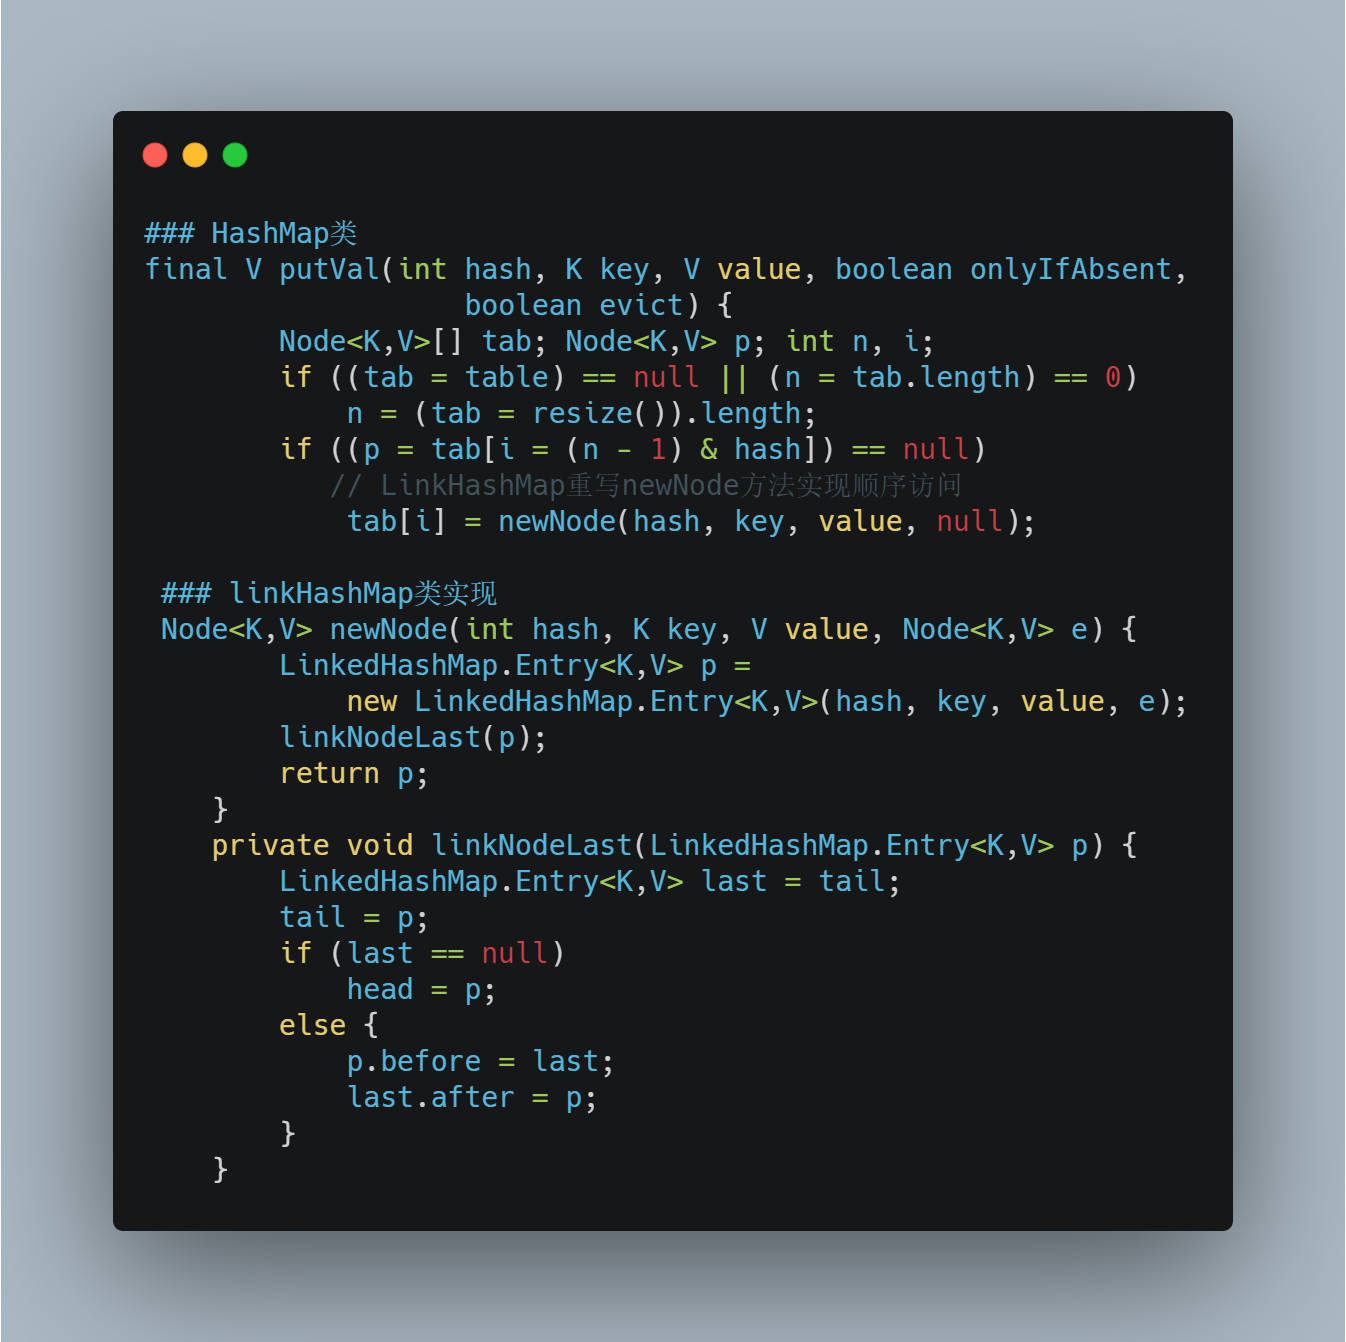 ### HashMap类
final V putVal(int hash, K key, V value, boolean onlyIfAbsent,
                   boolean evict) {
        Node<K,V>[] tab; Node<K,V> p; int n, i;
        if ((tab = table) == null || (n = tab.length) == 0)
            n = (tab = resize()).length;
        if ((p = tab[i = (n - 1) & hash]) == null)
           // LinkHashMap重写newNode方法实现顺序访问
            tab[i] = newNode(hash, key, value, null);

 ### linkHashMap类实现
 Node<K,V> newNode(int hash, K key, V value, Node<K,V> e) {
        LinkedHashMap.Entry<K,V> p =
            new LinkedHashMap.Entry<K,V>(hash, key, value, e);
        linkNodeLast(p);
        return p;
    }
    private void linkNodeLast(LinkedHashMap.Entry<K,V> p) {
        LinkedHashMap.Entry<K,V> last = tail;
        tail = p;
        if (last == null)
            head = p;
        else {
            p.before = last;
            last.after = p;
        }
    }